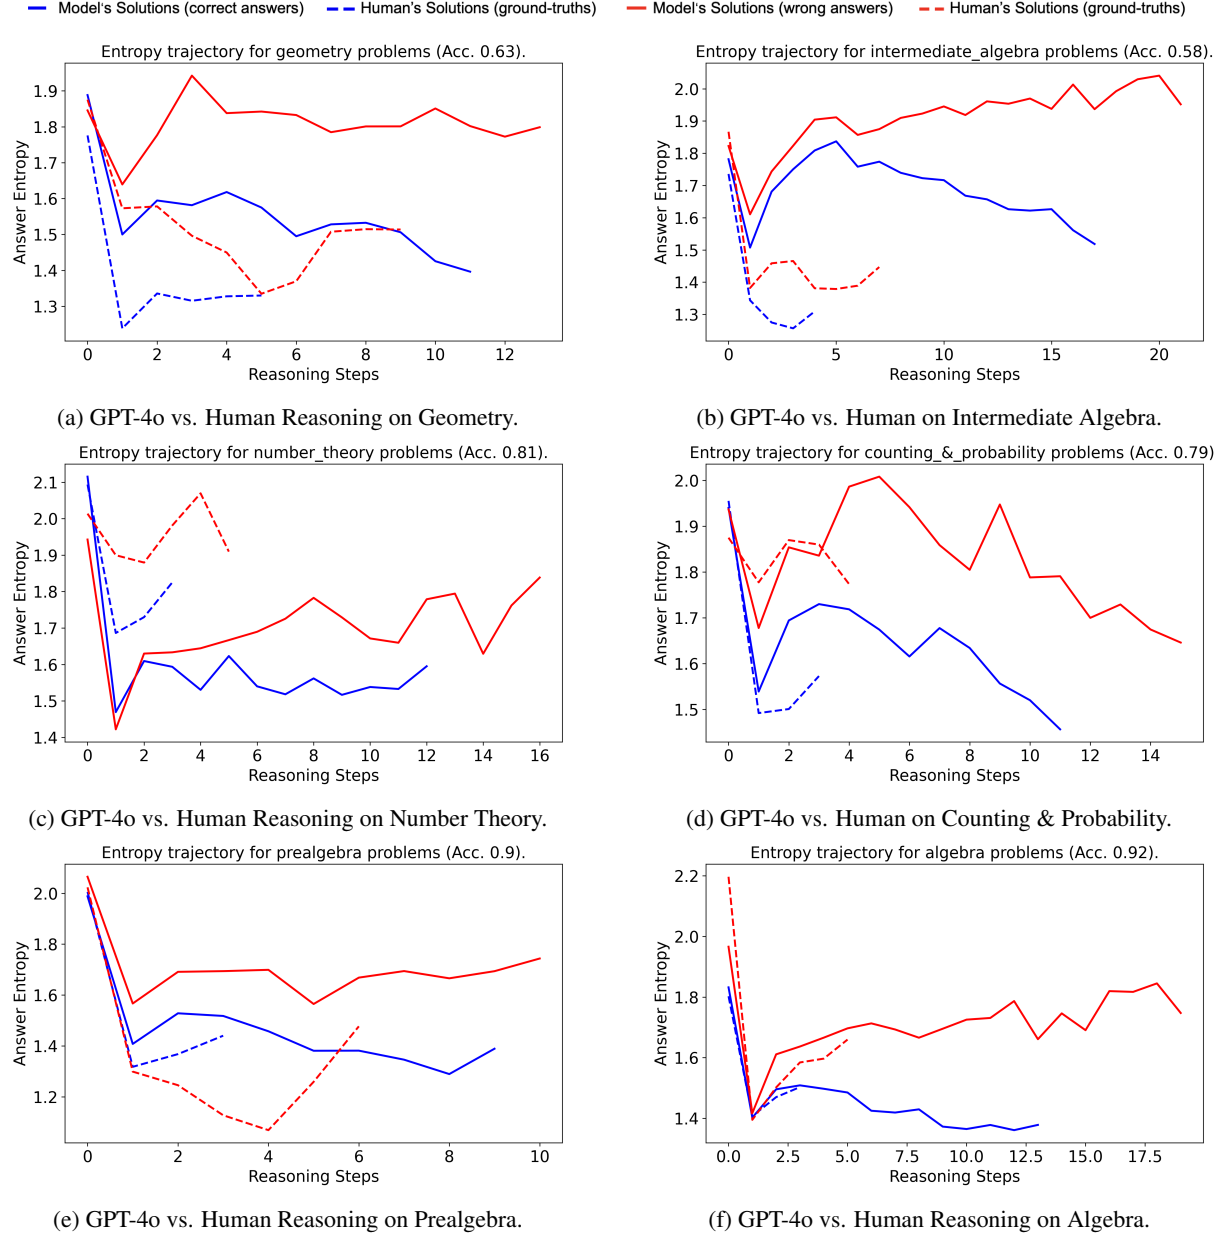 Model's Solutions (correct answers) Human's Solutions (ground-truths) Model's Solutions (wrong answers) Human's Solutions (ground-truths)
Entropy trajectory for geometry problems (Acc. 0.63).
Answer Entropy
1.9
1.8
1.7
1.6
1.5
1.4
1.3
0 2 4 6 8 10 12
Reasoning Steps
(a) GPT-4o vs. Human Reasoning on Geometry.
Entropy trajectory for intermediate_algebra problems (Acc. 0.58).
Answer Entropy
2.0
1.9
1.8
1.7
1.6
1.5
1.4
1.3
0 5 10 15 20
Reasoning Steps
(b) GPT-4o vs. Human on Intermediate Algebra.
Entropy trajectory for number_theory problems (Acc. 0.81).
Answer Entropy
2.1
2.0
1.9
1.8
1.7
1.6
1.5
1.4
0 2 4 6 8 10 12 14 16
Reasoning Steps
(c) GPT-4o vs. Human Reasoning on Number Theory.
Entropy trajectory for counting_&_probability problems (Acc. 0.79)
Answer Entropy
2.0
1.9
1.8
1.7
1.6
1.5
0 2 4 6 8 10 12 14
Reasoning Steps
(d) GPT-4o vs. Human on Counting & Probability.
Entropy trajectory for prealgebra problems (Acc. 0.9).
Answer Entropy
2.0
1.8
1.6
1.4
1.2
0 2 4 6 8 10
Reasoning Steps
(e) GPT-4o vs. Human Reasoning on Prealgebra.
Entropy trajectory for algebra problems (Acc. 0.92).
Answer Entropy
2.2
2.0
1.8
1.6
1.4
0.0 2.5 5.0 7.5 10.0 12.5 15.0 17.5
Reasoning Steps
(f) GPT-4o vs. Human Reasoning on Algebra.